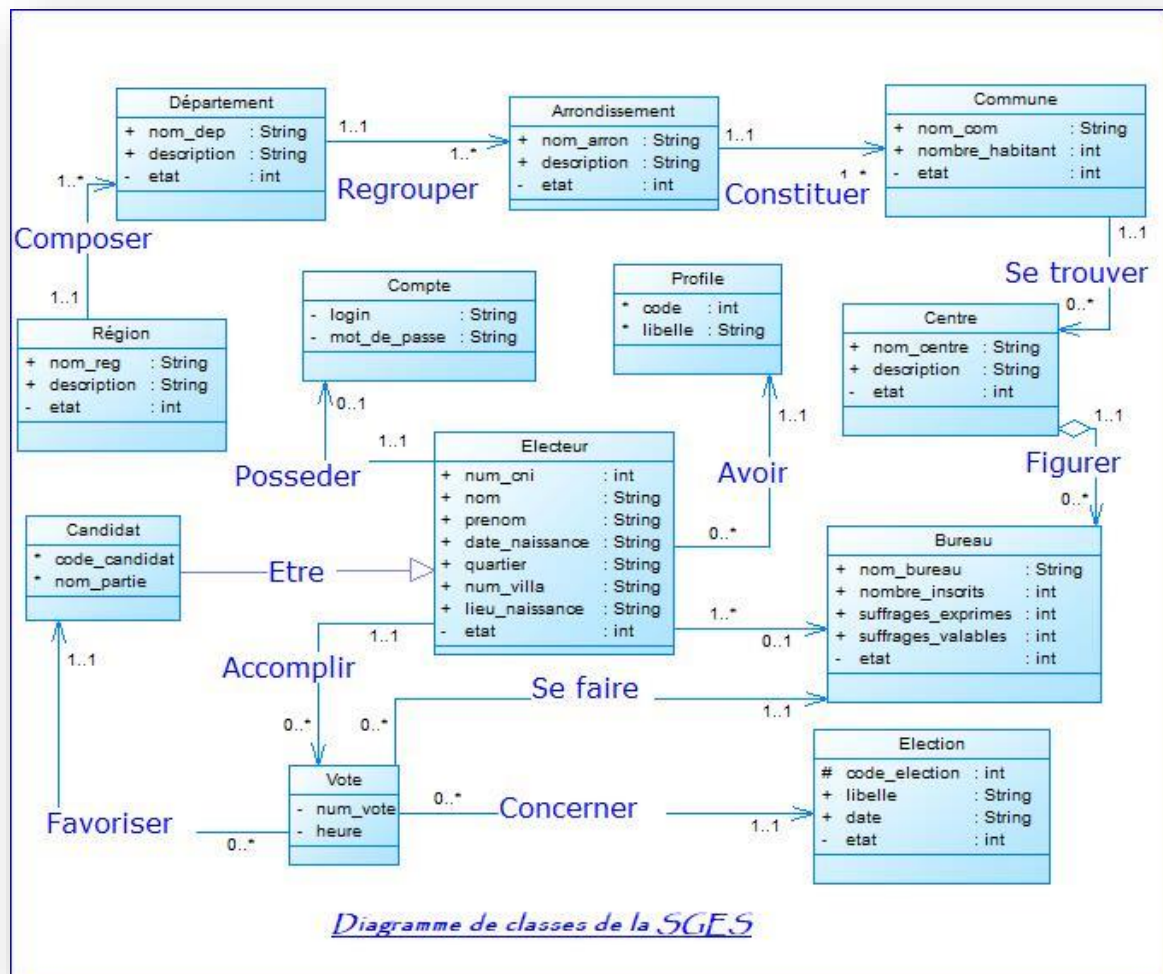 Département
+ nom_dep : String
+ description : String
- etat : int
1..1
1..*
Regrouper
Arrondissement
+ nom_arron : String
+ description : String
- etat : int
1..1
1..*
Constituer
Commune
+ nom_com : String
+ nombre_habitant : int
- etat : int
1..*
Composer
1..1
Région
+ nom_reg : String
+ description : String
- etat : int
1..1
Se trouver
0..*
Compte
- login : String
- mot_de_passe : String
0..1
1..1
Posseder
Profile
* code : int
* libelle : String
1..1
Avoir
0..*
Centre
+ nom_centre : String
+ description : String
- etat : int
1..1
Figurer
0..*
Electeur
+ num_cni : int
+ nom : String
+ prenom : String
+ date_naissance : String
+ quartier : String
+ num_villa : String
+ lieu_naissance : String
- etat : int
Candidat
* code_candidat
* nom_partie
Etre
Bureau
+ nom_bureau : String
+ nombre_inscrits : int
+ suffrages_exprimes : int
+ suffrages_valables : int
- etat : int
1..*
0..1
1..1
Accomplir
0..*
1..1
0..*
Se faire
1..1
Vote
- num_vote
- heure
Favoriser
0..*
0..*
Concerner
1..1
Election
# code_election : int
+ libelle : String
+ date : String
- etat : int
Diagramme de classes de la SGES